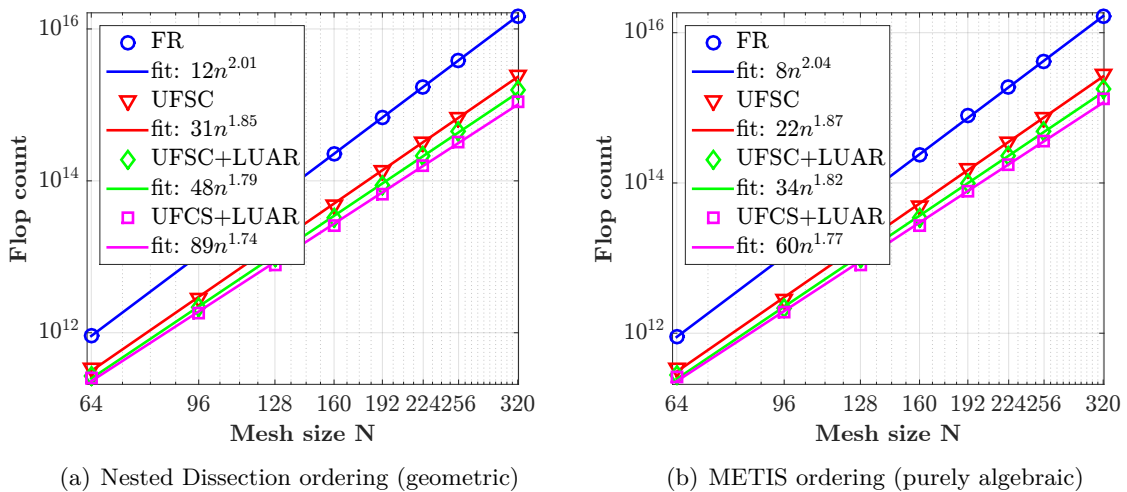 10^16
10^14
10^12
Flop count
FR
fit: 12n^2.01
UFSC
fit: 31n^1.85
UFSC+LUAR
fit: 48n^1.79
UFCS+LUAR
fit: 89n^1.74
64 96 128 160 192 224 256 320
Mesh size N
(a) Nested Dissection ordering (geometric)
10^16
10^14
10^12
Flop count
FR
fit: 8n^2.04
UFSC
fit: 22n^1.87
UFSC+LUAR
fit: 34n^1.82
UFCS+LUAR
fit: 60n^1.77
64 96 128 160 192 224 256 320
Mesh size N
(b) METIS ordering (purely algebraic)